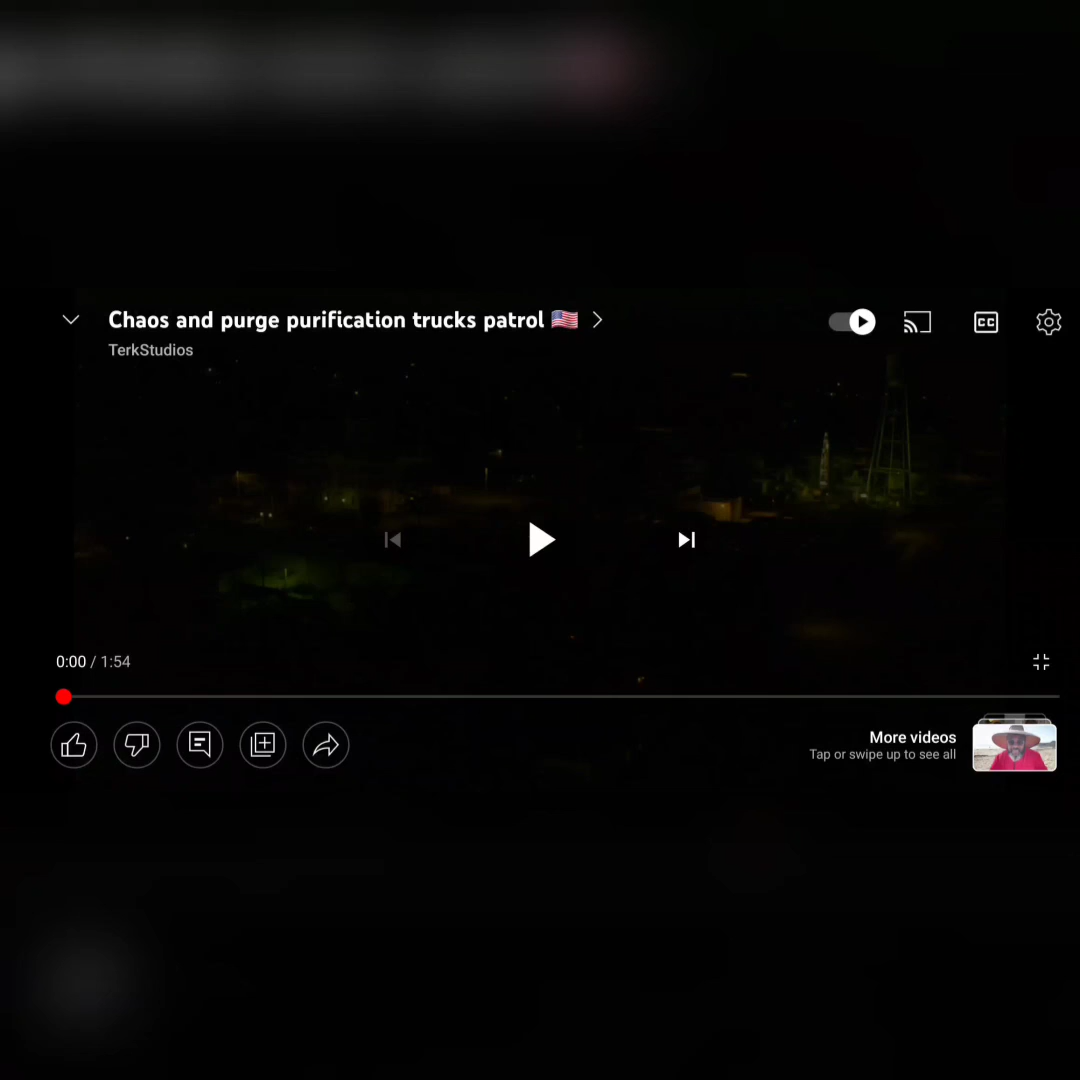 Chaos and purge purification trucks patrol 🇺🇸
TerkStudios
CC
0:00 / 1:54
More videos
Tap or swipe up to see all